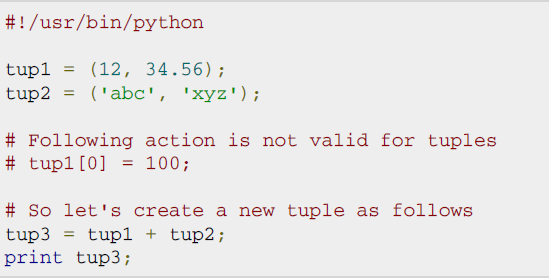 #!/usr/bin/python
tup1 = (12, 34.56);
tup2 = ('abc', 'xyz');
# Following action is not valid for tuples
# tup1[0] = 100;
# So let's create a new tuple as follows
tup3 = tup1 + tup2;
print tup3;